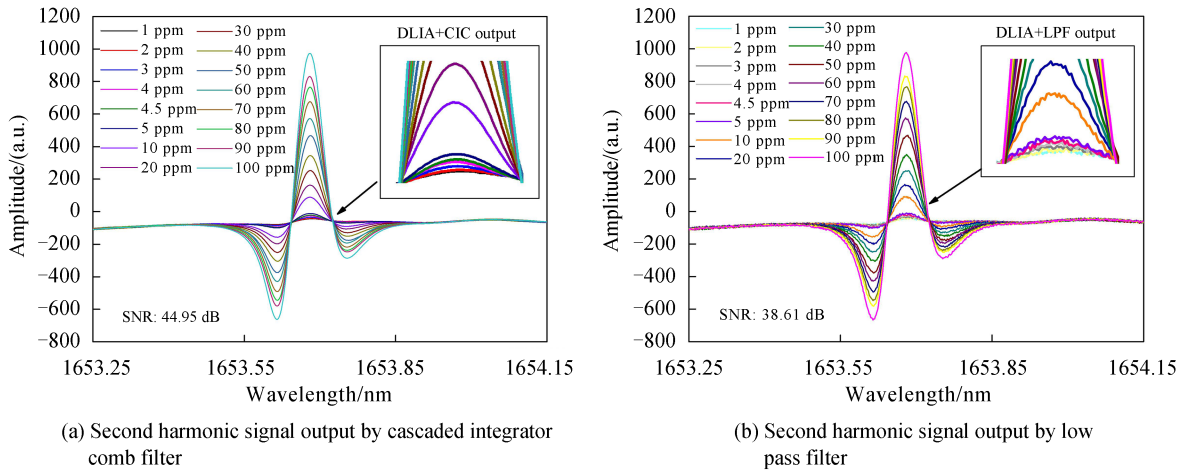 1200
1000
800
600
400
200
0
−200
−400
−600
−800
Amplitude/(a.u.)
1 ppm
2 ppm
3 ppm
4 ppm
4.5 ppm
5 ppm
10 ppm
20 ppm
30 ppm
40 ppm
50 ppm
60 ppm
70 ppm
80 ppm
90 ppm
100 ppm
DLIA+CIC output
SNR: 44.95 dB
1653.25
1653.55
1653.85
1654.15
Wavelength/nm
(a) Second harmonic signal output by cascaded integrator
comb filter
1200
1000
800
600
400
200
0
−200
−400
−600
−800
Amplitude/(a.u.)
1 ppm
2 ppm
3 ppm
4 ppm
4.5 ppm
5 ppm
10 ppm
20 ppm
30 ppm
40 ppm
50 ppm
60 ppm
70 ppm
80 ppm
90 ppm
100 ppm
DLIA+LPF output
SNR: 38.61 dB
1653.25
1653.55
1653.85
1654.15
Wavelength/nm
(b) Second harmonic signal output by low
pass filter